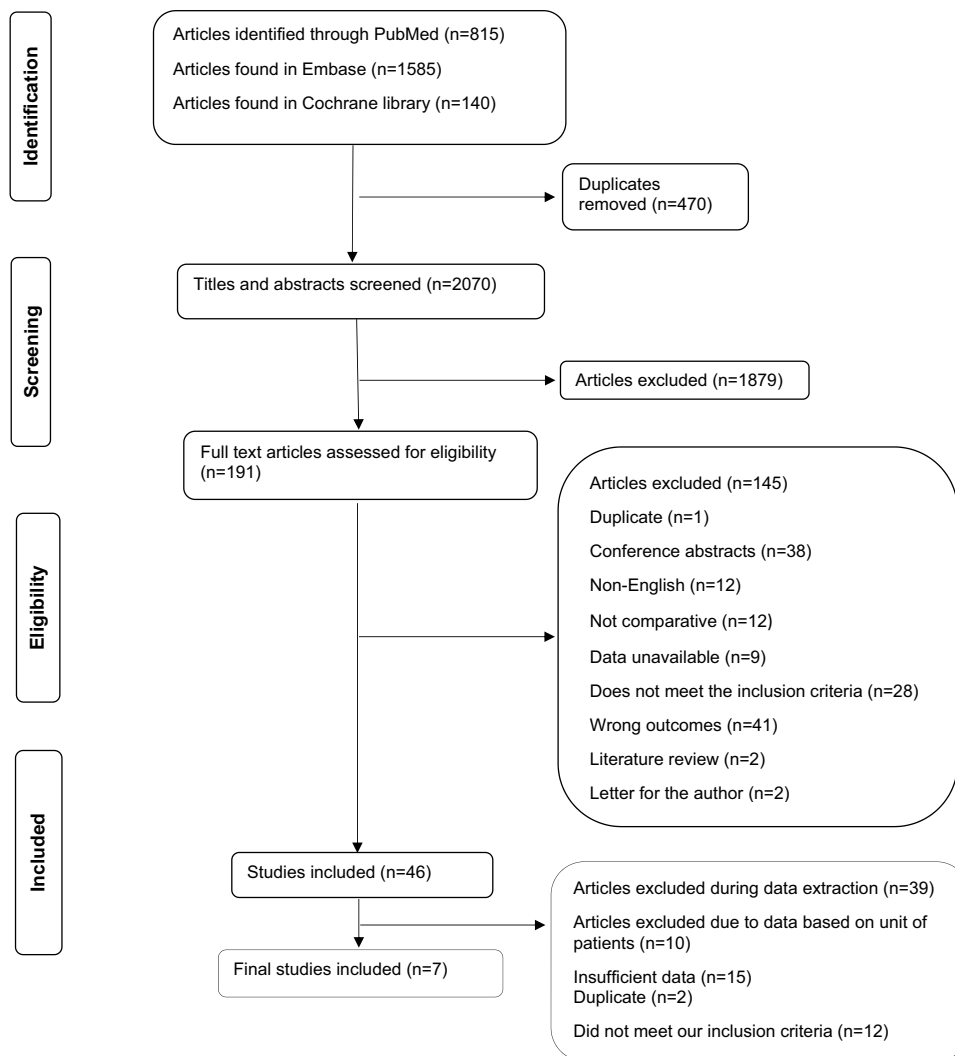 Identification
Articles identified through PubMed (n=815)
Articles found in Embase (n=1585)
Articles found in Cochrane library (n=140)
Duplicates
removed (n=470)
Screening
Titles and abstracts screened (n=2070)
Articles excluded (n=1879)
Full text articles assessed for eligibility
(n=191)
Eligibility
Articles excluded (n=145)
Duplicate (n=1)
Conference abstracts (n=38)
Non-English (n=12)
Not comparative (n=12)
Data unavailable (n=9)
Does not meet the inclusion criteria (n=28)
Wrong outcomes (n=41)
Literature review (n=2)
Letter for the author (n=2)
Included
Studies included (n=46)
Articles excluded during data extraction (n=39)
Articles excluded due to data based on unit of
patients (n=10)
Insufficient data (n=15)
Duplicate (n=2)
Did not meet our inclusion criteria (n=12)
Final studies included (n=7)